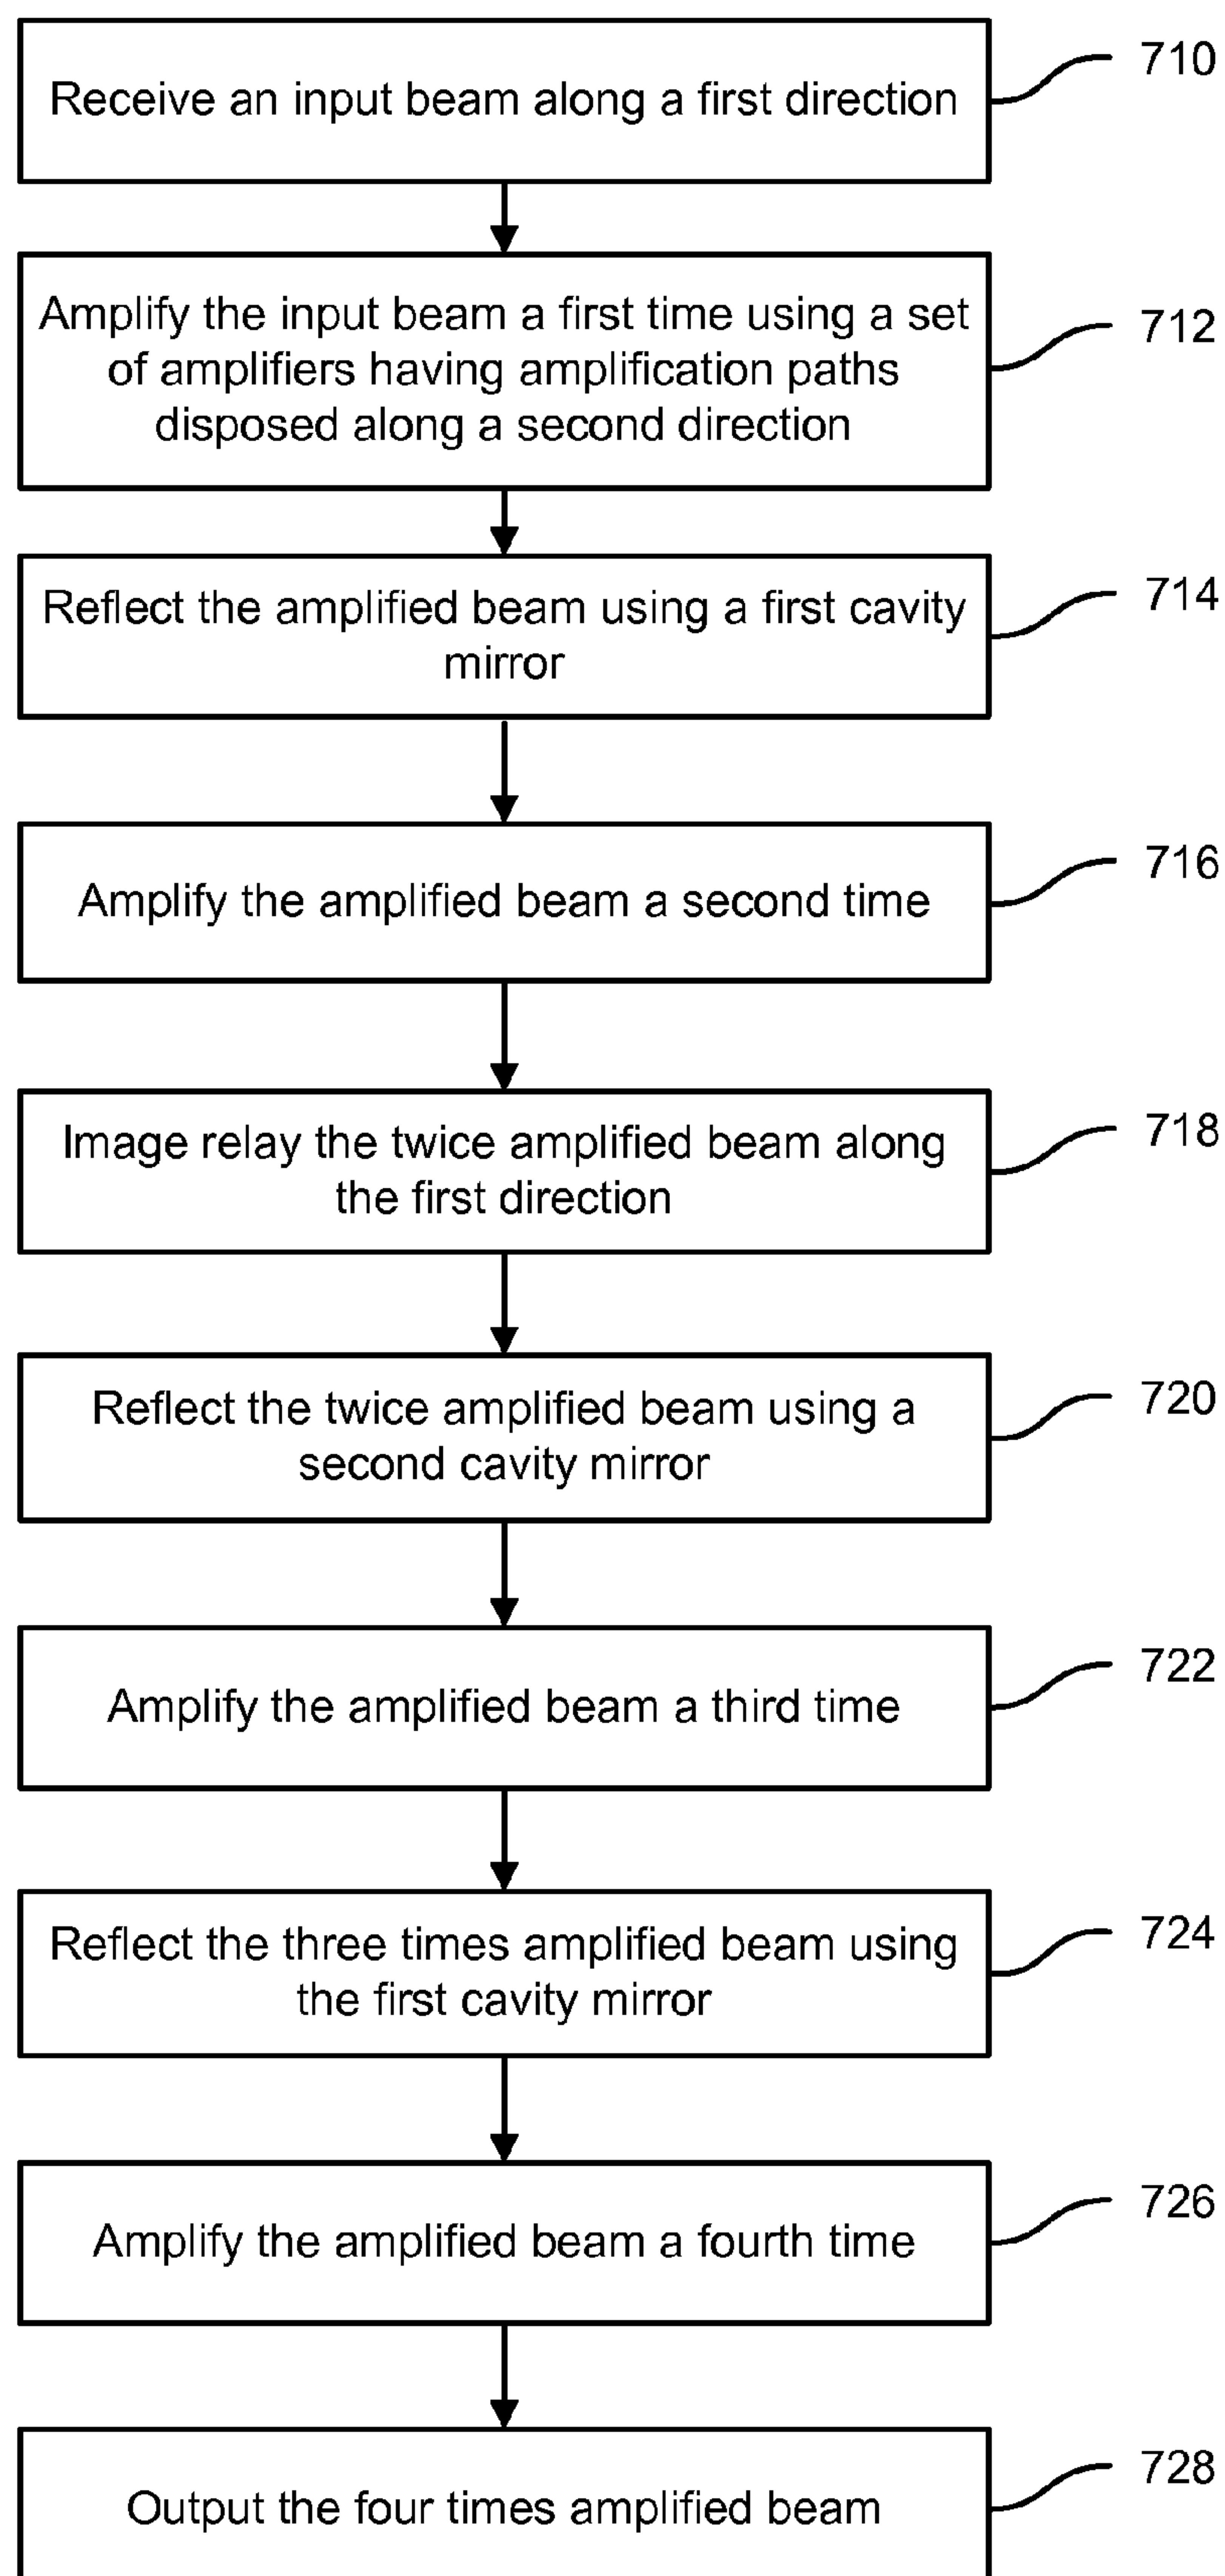 Receive an input beam along a first direction
710
Amplify the input beam a first time using a set
of amplifiers having amplification paths
disposed along a second direction
712
Reflect the amplified beam using a first cavity
mirror
714
Amplify the amplified beam a second time
716
Image relay the twice amplified beam along
the first direction
718
Reflect the twice amplified beam using a
second cavity mirror
720
Amplify the amplified beam a third time
722
Reflect the three times amplified beam using
the first cavity mirror
724
Amplify the amplified beam a fourth time
726
Output the four times amplified beam
728